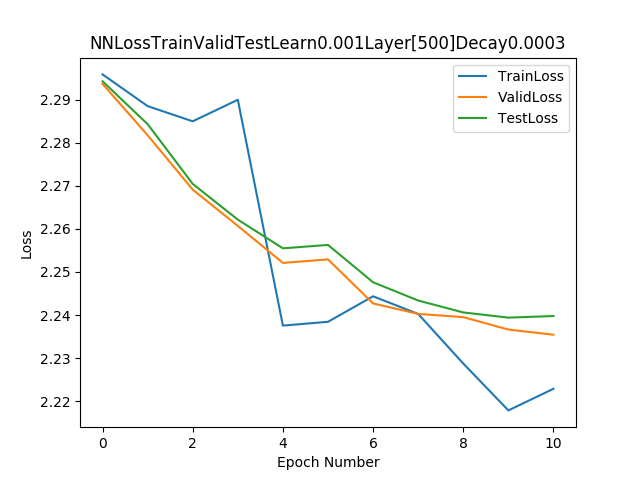 NNLossTrainValidTestLearn0.001Layer[500]Decay0.0003
TrainLoss
ValidLoss
TestLoss
2.29
2.28
2.27
2.26
2.25
2.24
2.23
2.22
Loss
0
2
4
6
8
10
Epoch Number